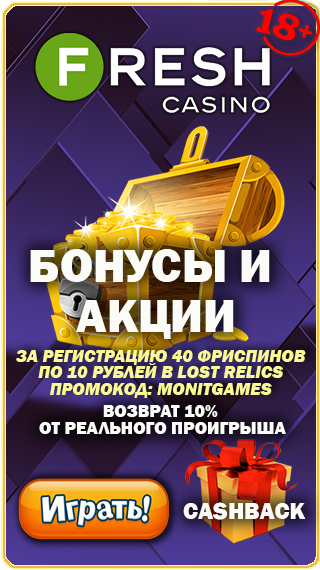 18+
FRESH
CASINO
БОНУСЫ И
АКЦИИ
ЗА РЕГИСТРАЦИЮ 40 ФРИСПИНОВ
ПО 10 РУБЛЕЙ В LOST RELICS
ПРОМОКОД: MONITGAMES
ВОЗВРАТ 10%
ОТ РЕАЛЬНОГО ПРОИГРЫША
Играть!
CASHBACK